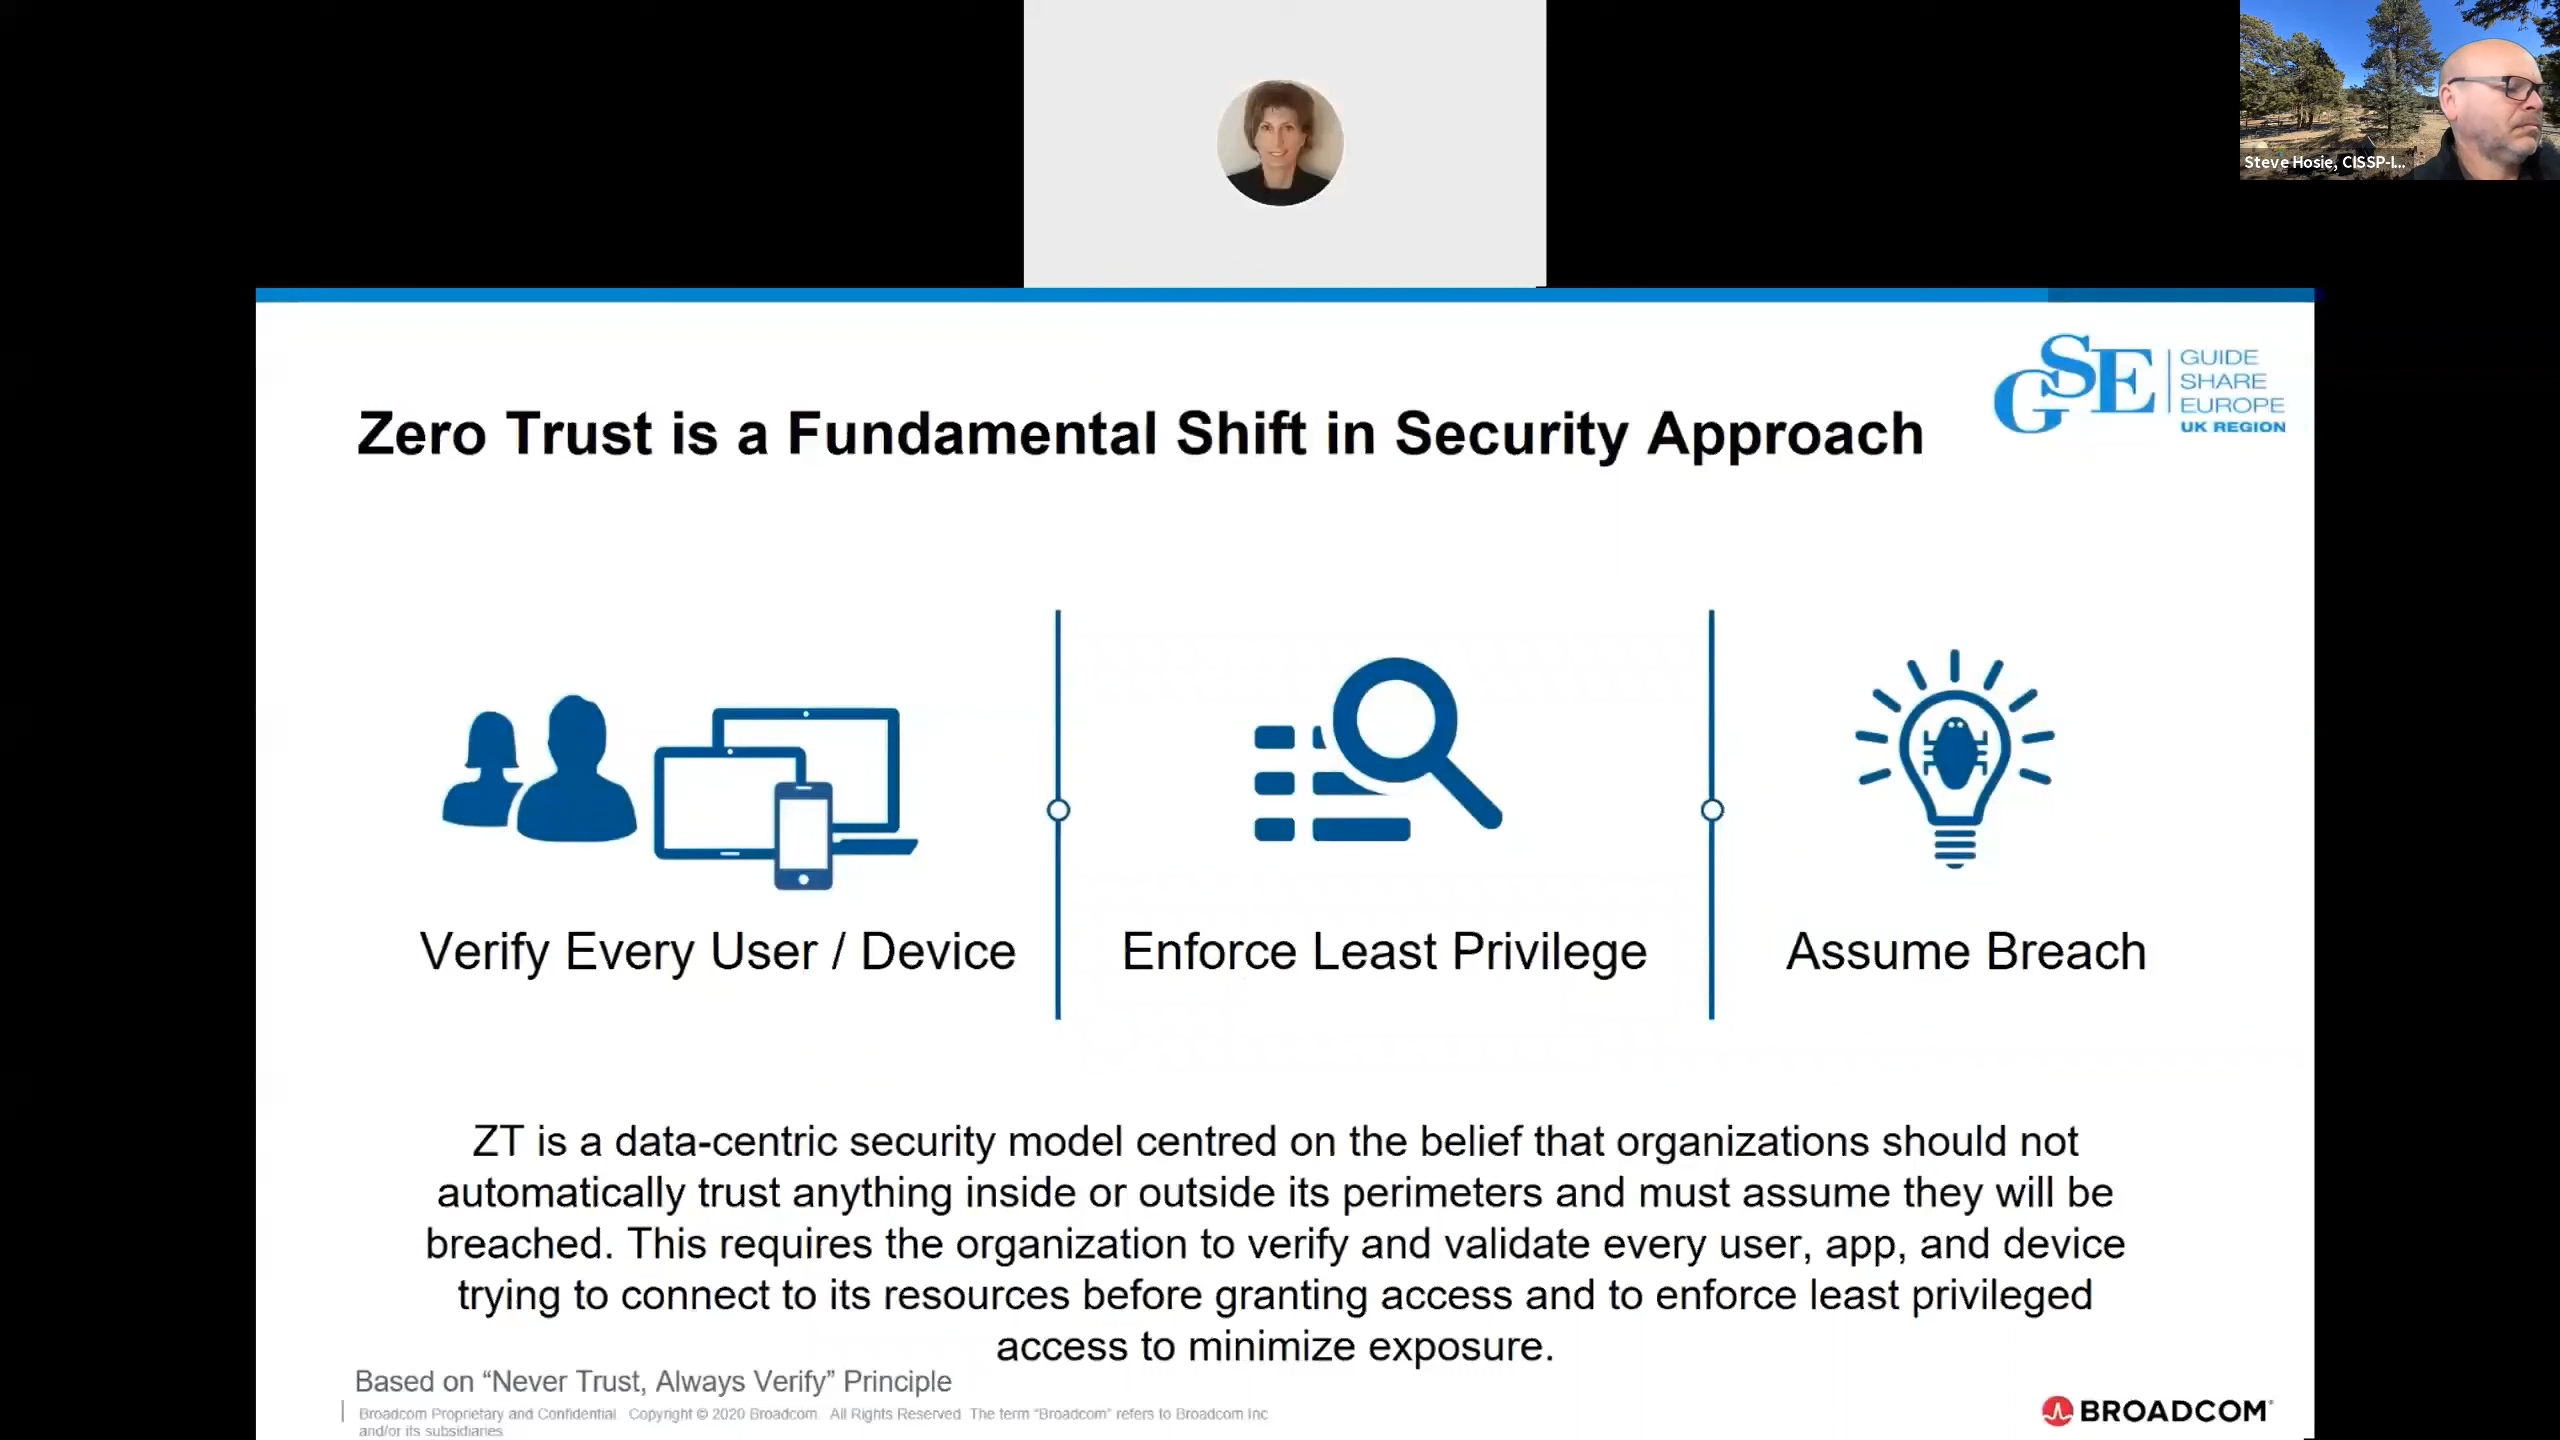 Steve Hosie, CISSP-I...
GSE
GUIDE
SHARE
EUROPE
UK REGION
Zero Trust is a Fundamental Shift in Security Approach
Verify Every User / Device
Enforce Least Privilege
Assume Breach
ZT is a data-centric security model centred on the belief that organizations should not
automatically trust anything inside or outside its perimeters and must assume they will be
breached. This requires the organization to verify and validate every user, app, and device
trying to connect to its resources before granting access and to enforce least privileged
access to minimize exposure.
Based on “Never Trust, Always Verify” Principle
Broadcom Proprietary and Confidential Copyright © 2020 Broadcom All Rights Reserved The term “Broadcom” refers to Broadcom Inc
and/or its subsidiaries
BROADCOM